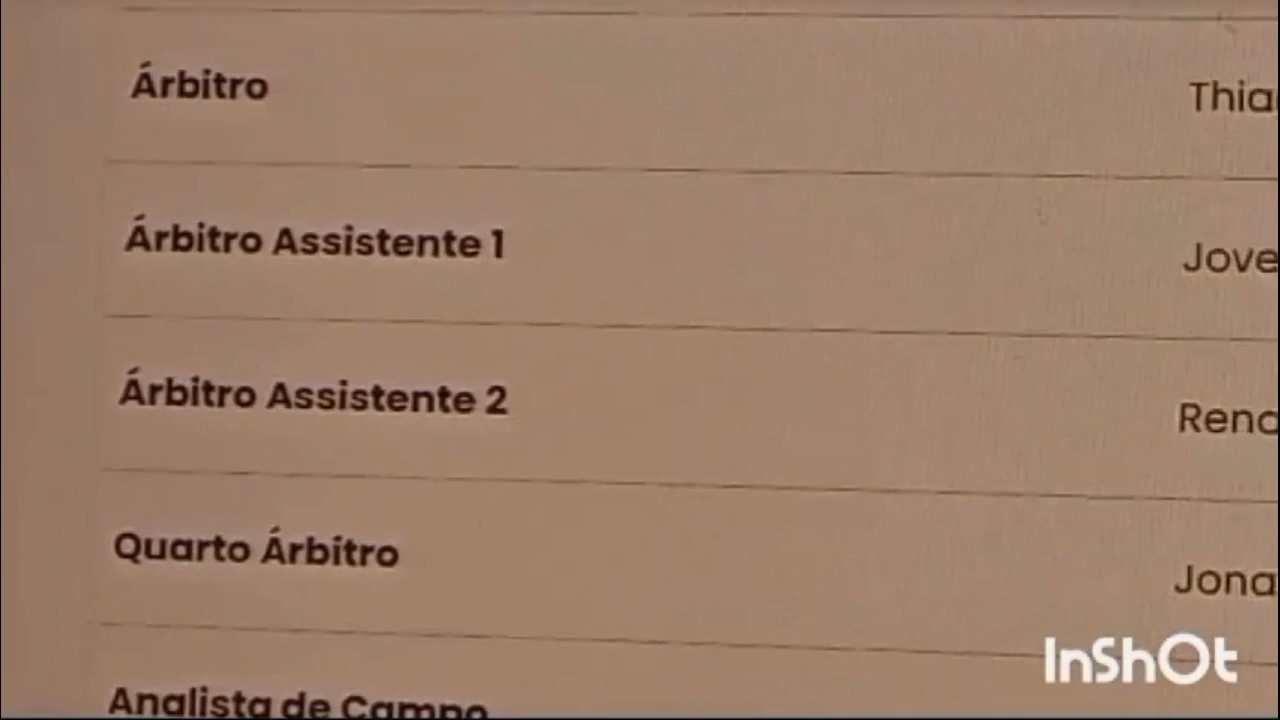 Árbitro
Thia
Árbitro Assistente 1
Jove
Árbitro Assistente 2
Rena
Quarto Árbitro
Jona
Analista de Campo
InShOt